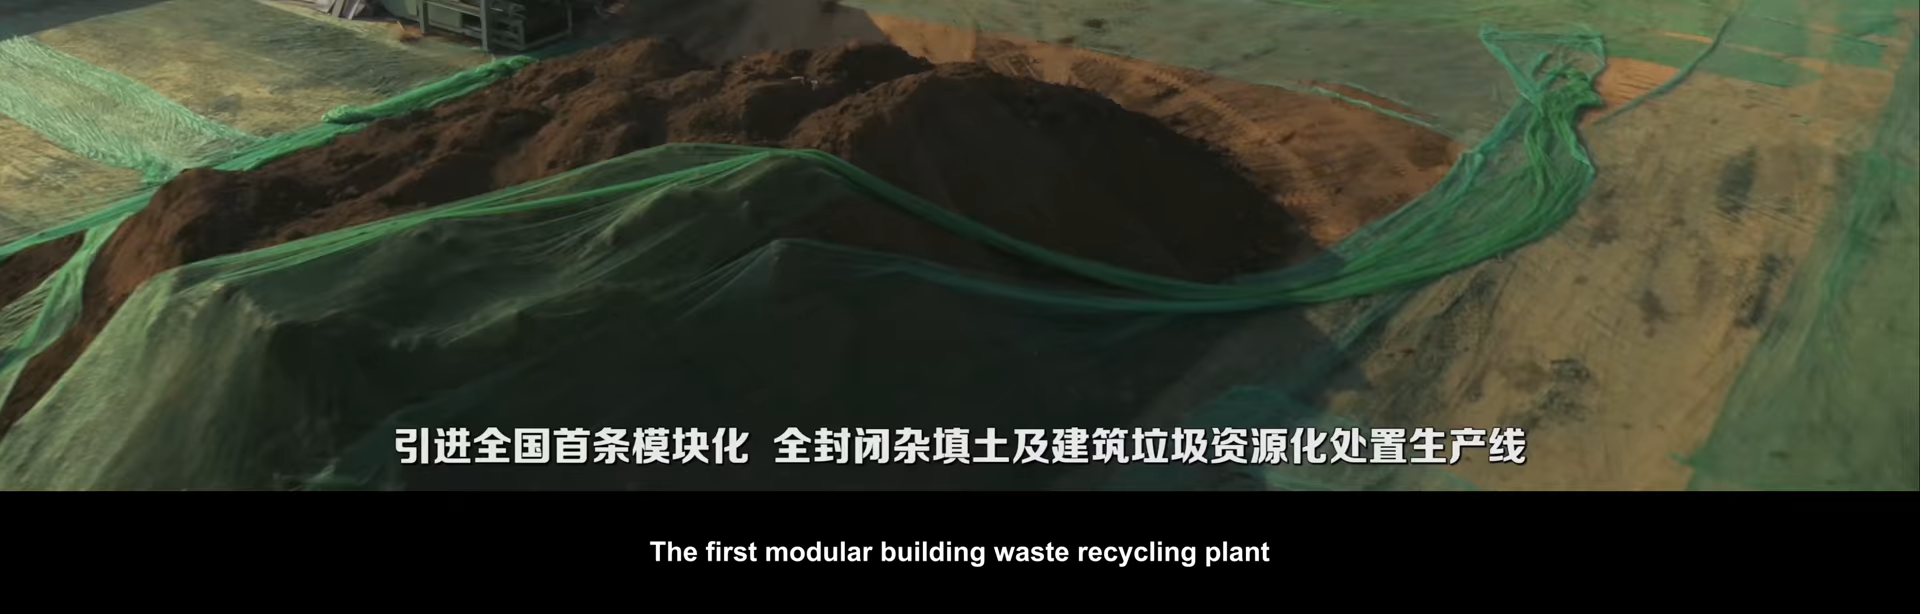 引进全国首条模块化 全封闭杂填土及建筑垃圾资源化处置生产线
The first modular building waste recycling plant